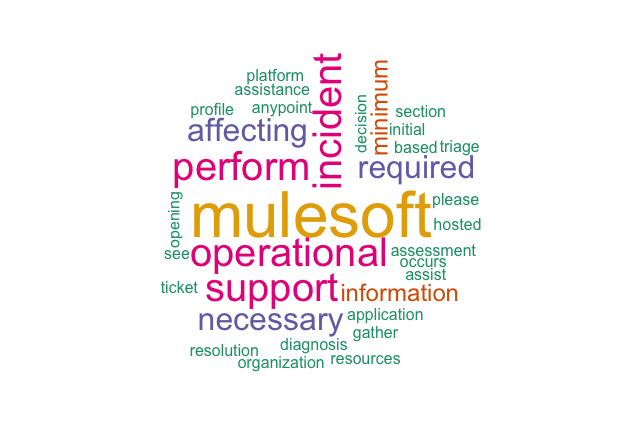 platform
assistance
profile
anypoint
incident
decision
minimum
section
affecting
initial
based
triage
perform
required
opening
mulesoft
please
hosted
see
operational
assessment
occurs
assist
ticket
support
information
necessary
application
gather
diagnosis
resolution
organization
resources